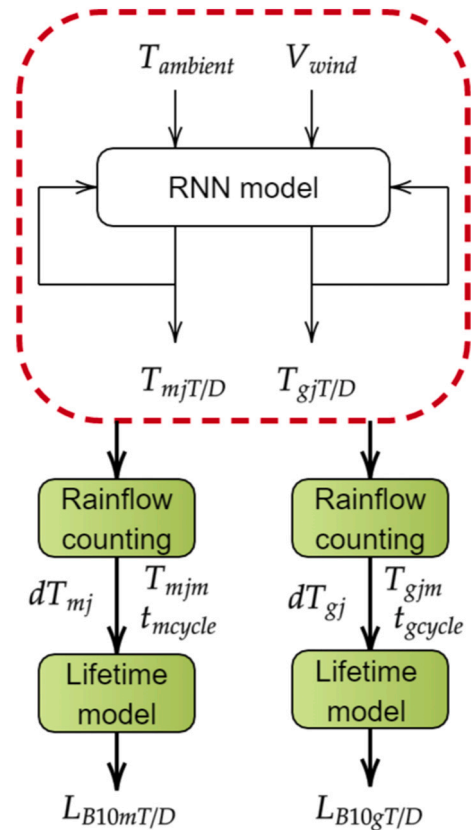 T_ambient V_wind
RNN model
T_mjT/D T_gjT/D
Rainflow counting
Rainflow counting
dT_mj T_mjm t_mcycle
dT_gj T_gjm t_gcycle
Lifetime model
Lifetime model
L_B10mT/D L_B10gT/D